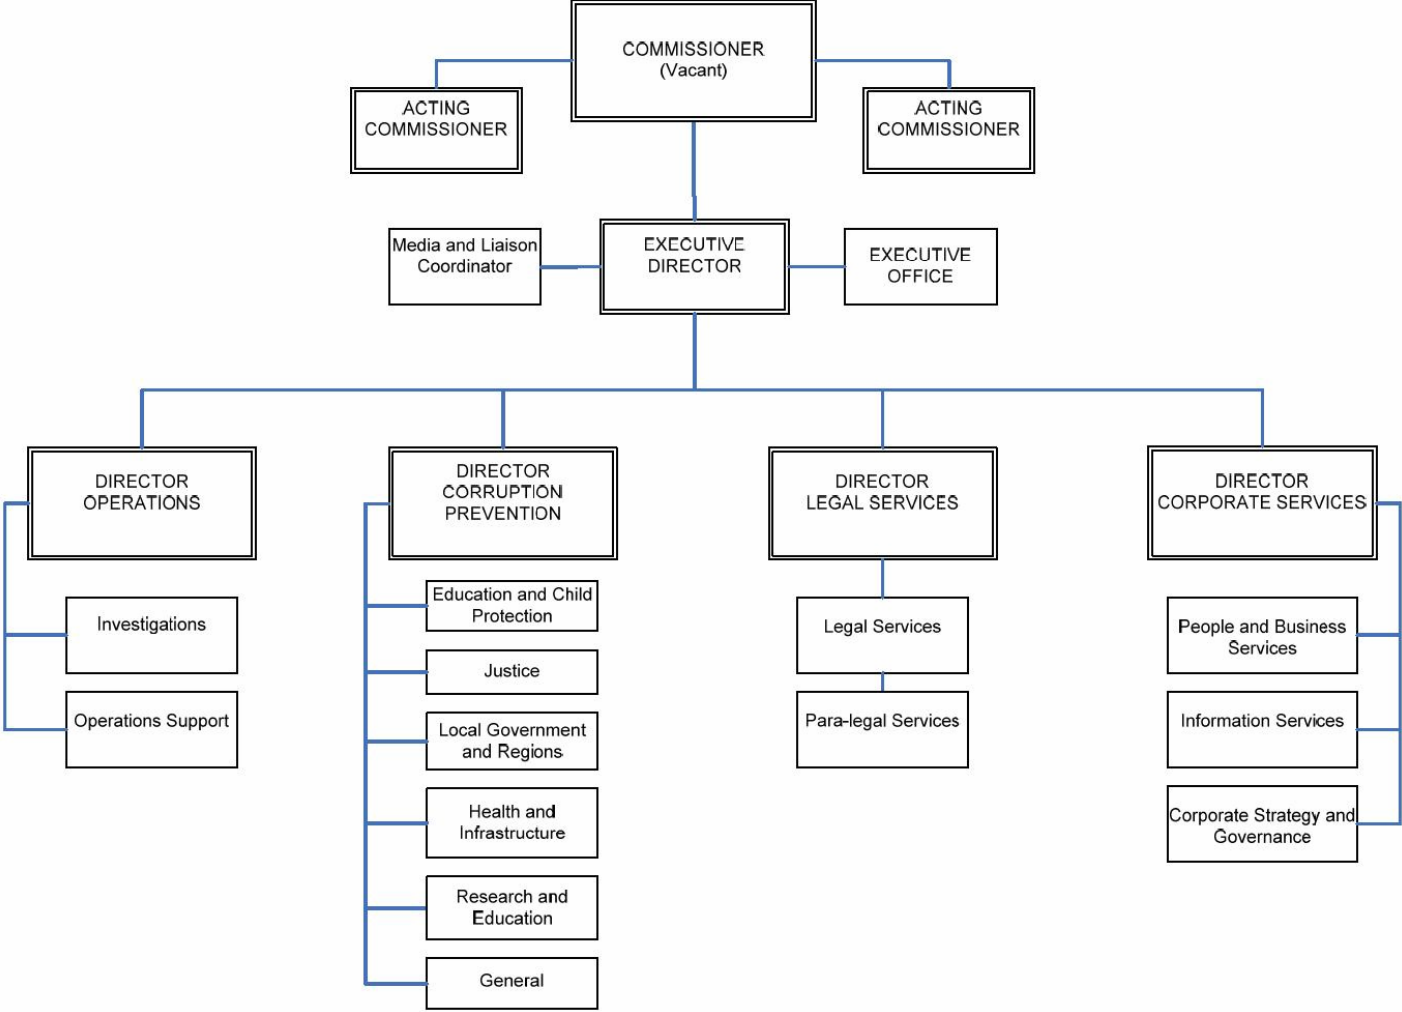 COMMISSIONER
(Vacant)
ACTING
COMMISSIONER
ACTING
COMMISSIONER
Media and Liaison
Coordinator
EXECUTIVE
DIRECTOR
EXECUTIVE
OFFICE
DIRECTOR
OPERATIONS
DIRECTOR
CORRUPTION
PREVENTION
DIRECTOR
LEGAL SERVICES
DIRECTOR
CORPORATE SERVICES
Investigations
Operations Support
Education and Child
Protection
Justice
Local Government
and Regions
Health and
Infrastructure
Research and
Education
General
Legal Services
Para-legal Services
People and Business
Services
Information Services
Corporate Strategy and
Governance